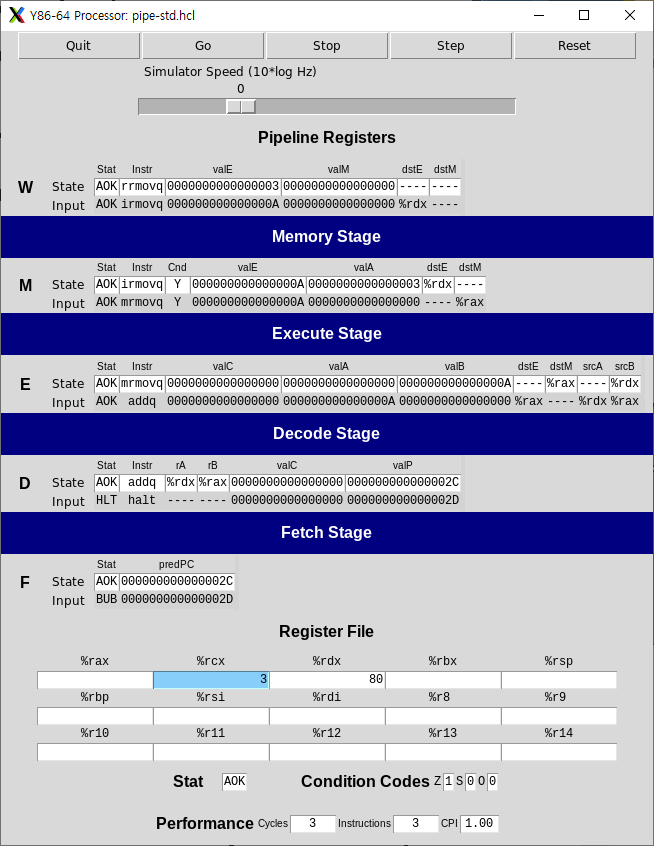 Y86-64 Processor: pipe-std.hcl
Quit Go Stop Step Reset
Simulator Speed (10*log Hz)
0
Pipeline Registers
Stat Instr valE valM dstE dstM
W State AOK rrmovq 0000000000000003 0000000000000000 ---- ----
Input AOK irmovq 000000000000000A 0000000000000000 %rdx ----
Memory Stage
Stat Instr Cnd valE valA dstE dstM
M State AOK irmovq Y 000000000000000A 0000000000000003 %rdx ----
Input AOK mrmovq Y 000000000000000A 0000000000000000 ---- %rax
Execute Stage
Stat Instr valC valA valB dstE dstM srcA srcB
E State AOK mrmovq 0000000000000000 0000000000000000 000000000000000A ---- %rax ---- %rdx
Input AOK addq 0000000000000000 000000000000000A 0000000000000000 %rax ---- %rdx %rax
Decode Stage
Stat Instr rA rB valC valP
D State AOK addq %rdx %rax 0000000000000000 000000000000002C
Input HLT halt ---- ---- 0000000000000000 000000000000002D
Fetch Stage
Stat predPC
F State AOK 000000000000002C
Input BUB 000000000000002D
Register File
%rax %rcx %rdx %rbx %rsp
3 80
%rbp %rsi %rdi %r8 %r9
%r10 %r11 %r12 %r13 %r14
Stat AOK Condition Codes Z 1 S 0 O 0
Performance Cycles 3 Instructions 3 CPI 1.00